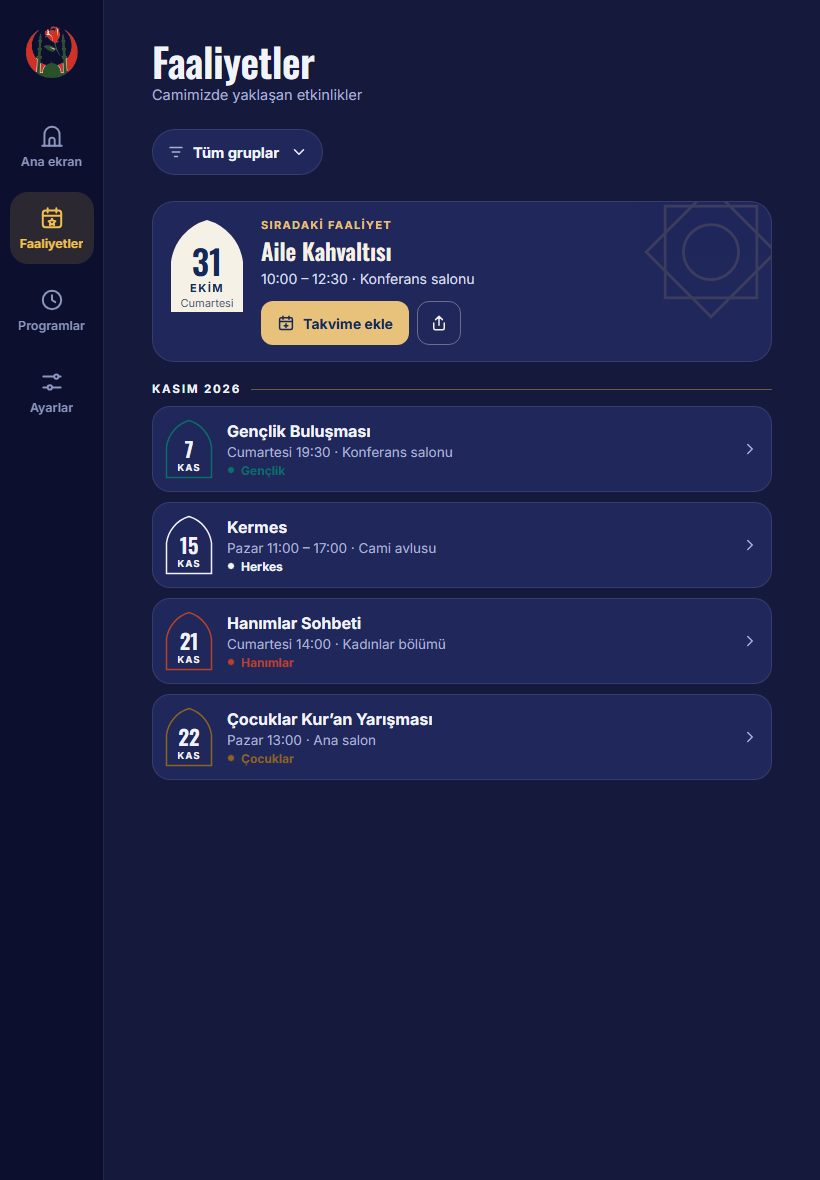 Faaliyetler
Camimizde yaklaşan etkinlikler
Ana ekran
Faaliyetler
Programlar
Ayarlar
Tüm gruplar
31
EKİM
Cumartesi
SIRADAKİ FAALİYET
Aile Kahvaltısı
10:00 – 12:30 · Konferans salonu
Takvime ekle
KASIM 2026
7
KAS
Gençlik Buluşması
Cumartesi 19:30 · Konferans salonu
Gençlik
15
KAS
Kermes
Pazar 11:00 – 17:00 · Cami avlusu
Herkes
21
KAS
Hanımlar Sohbeti
Cumartesi 14:00 · Kadınlar bölümü
Hanımlar
22
KAS
Çocuklar Kur’an Yarışması
Pazar 13:00 · Ana salon
Çocuklar